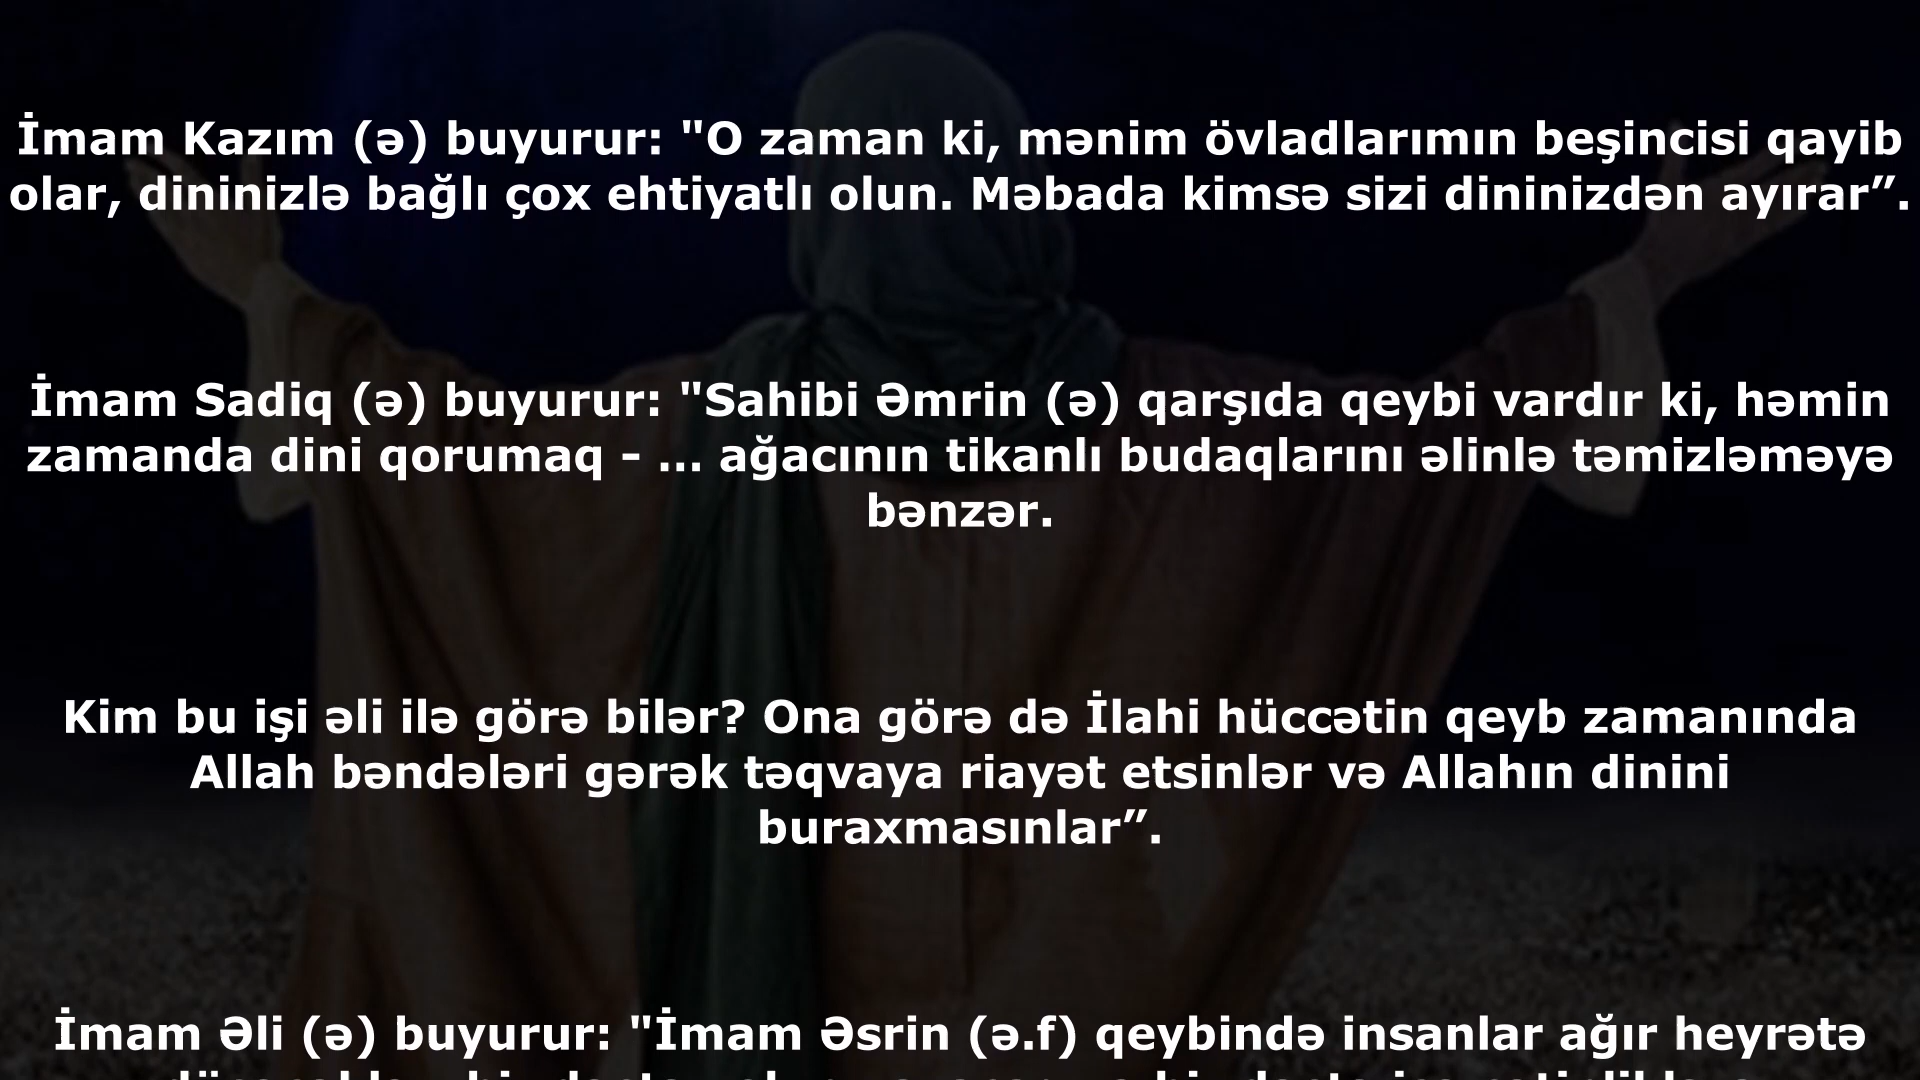 İmam Kazım (ə) buyurur: "O zaman ki, mənim övladlarımın beşincisi qayib
olar, dininizlə bağlı çox ehtiyatlı olun. Məbada kimsə sizi dininizdən ayırar”.
İmam Sadiq (ə) buyurur: "Sahibi Əmrin (ə) qarşıda qeybi vardır ki, həmin
zamanda dini qorumaq - ... ağacının tikanlı budaqlarını əlinlə təmizləməyə
bənzər.
Kim bu işi əli ilə görə bilər? Ona görə də İlahi hüccətin qeyb zamanında
Allah bəndələri gərək təqvaya riayət etsinlər və Allahın dinini
buraxmasınlar”.
İmam Əli (ə) buyurur: "İmam Əsrin (ə.f) qeybində insanlar ağır heyrətə